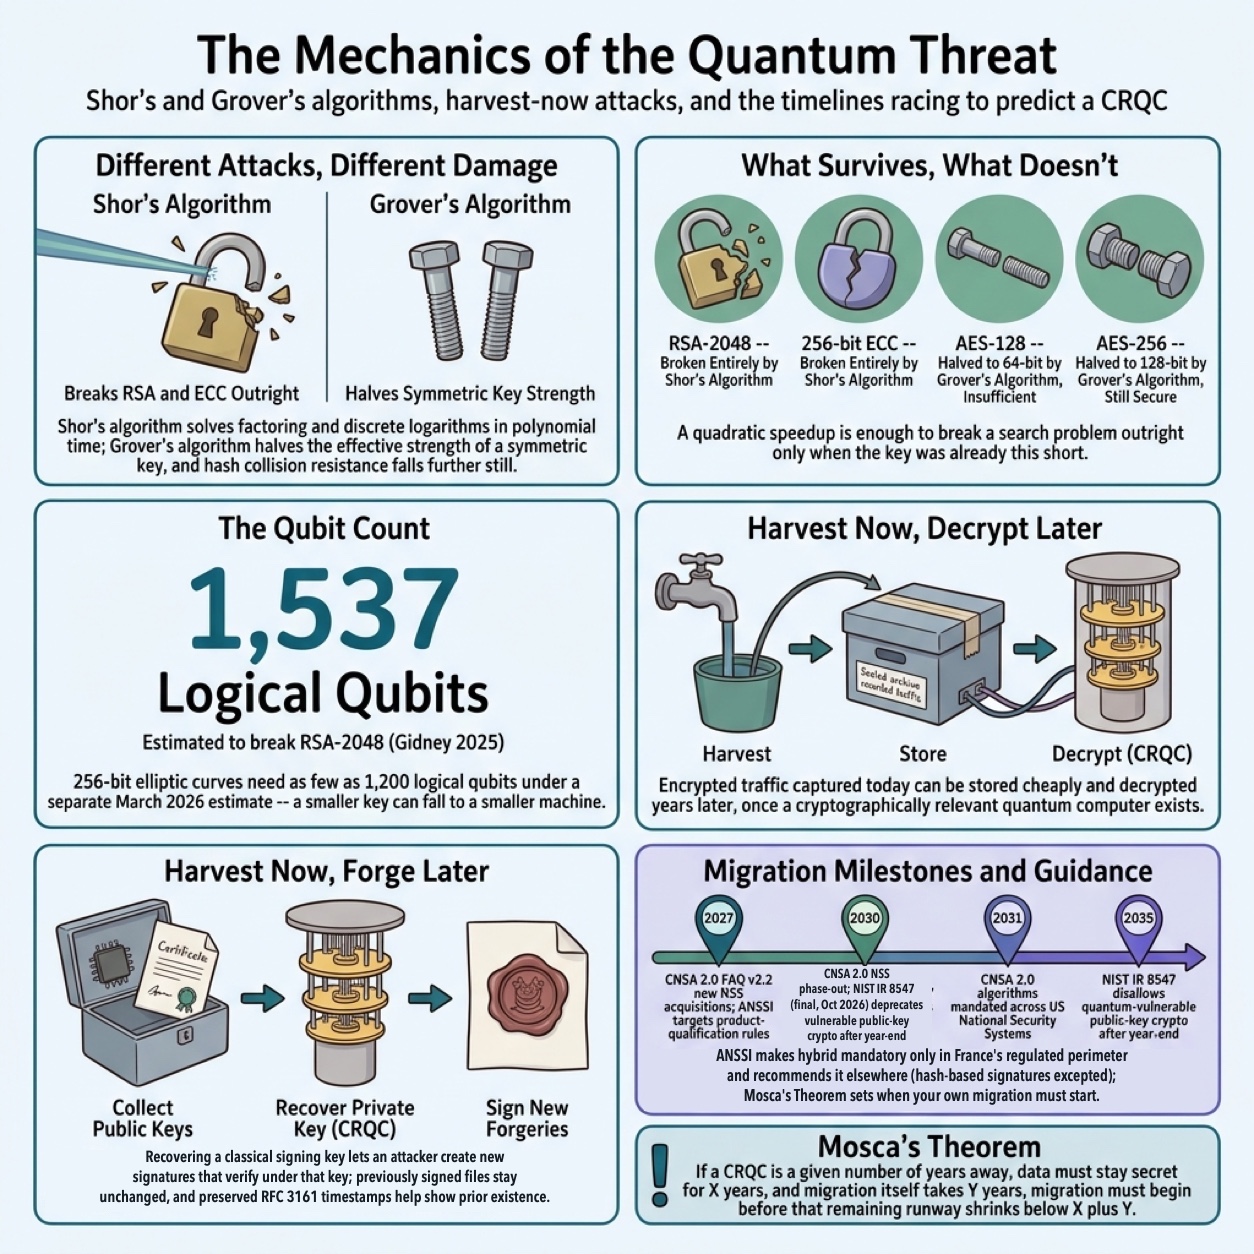 The Mechanics of the Quantum Threat
Shor's and Grover's algorithms, harvest-now attacks, and the timelines racing to predict a CRQC
Different Attacks, Different Damage
Shor's Algorithm
Breaks RSA and ECC Outright
Grover's Algorithm
Halves Symmetric Key Strength
Shor's algorithm solves factoring and discrete logarithms in polynomial
time; Grover's algorithm halves the effective strength of a symmetric
key, and hash collision resistance falls further still.
What Survives, What Doesn't
RSA-2048 --
Broken Entirely by
Shor's Algorithm
256-bit ECC --
Broken Entirely by
Shor's Algorithm
AES-128 --
Halved to 64-bit by
Grover's Algorithm,
Insufficient
AES-256 --
Halved to 128-bit by
Grover's Algorithm,
Still Secure
A quadratic speedup is enough to break a search problem outright
only when the key was already this short.
The Qubit Count
1,537
Logical Qubits
Estimated to break RSA-2048 (Gidney 2025)
256-bit elliptic curves need as few as 1,200 logical qubits under a
separate March 2026 estimate -- a smaller key can fall to a smaller machine.
Harvest Now, Decrypt Later
archive
Harvest
Store
Decrypt (CRQC)
Encrypted traffic captured today can be stored cheaply and decrypted
years later, once a cryptographically relevant quantum computer exists.
Harvest Now, Forge Later
Collect
Public Keys
Recover Private
Key (CRQC)
Sign New
Forgeries
Recovering a classical signing key lets an attacker create new
signatures that verify under that key; previously signed files stay
unchanged, and preserved RFC 3161 timestamps help show prior existence.
Migration Milestones and Guidance
2027
CNSA 2.0 FAQ v2.2
new NSS
acquisitions; ANSSI
targets product-
qualification rules
2030
CNSA 2.0 NSS
phase-out; NIST IR 8547
(final, Oct 2026) deprecates
vulnerable public-key
crypto after year-end
2031
CNSA 2.0
algorithms
mandated across US
National Security
Systems
2035
NIST IR 8547
disallows
quantum-vulnerable
public-key crypto
after year-end
ANSSI makes hybrid mandatory only in France's regulated perimeter
and recommends it elsewhere (hash-based signatures excepted);
Mosca's Theorem sets when your own migration must start.
Mosca's Theorem
If a CRQC is a given number of years away, data must stay secret
for X years, and migration itself takes Y years, migration must begin
before that remaining runway shrinks below X plus Y.